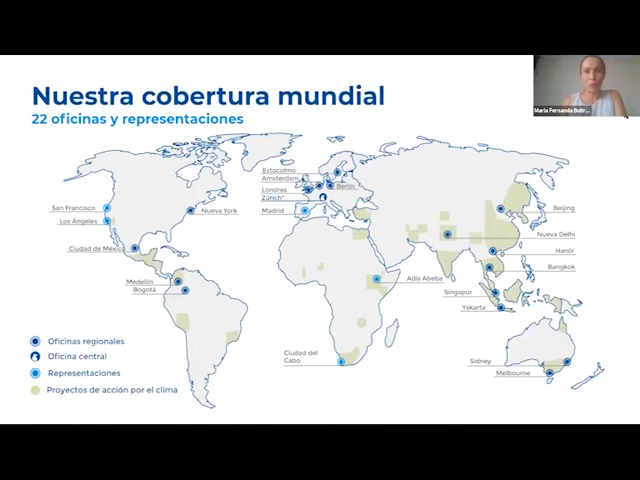 Nuestra cobertura mundial
22 oficinas y representaciones
Maria Fernanda Buitr...
Estocolmo
Amsterdam
Berlín
Londres
Zúrich*
Madrid
San Francisco
Los Ángeles
Nueva York
Ciudad de México
Medellín
Bogotá
Beijing
Nueva Delhi
Hanói
Bangkok
Adís Abeba
Singapur
Yakarta
Ciudad del
Cabo
Sídney
Melbourne
Oficinas regionales
Oficina central
Representaciones
Proyectos de acción por el clima